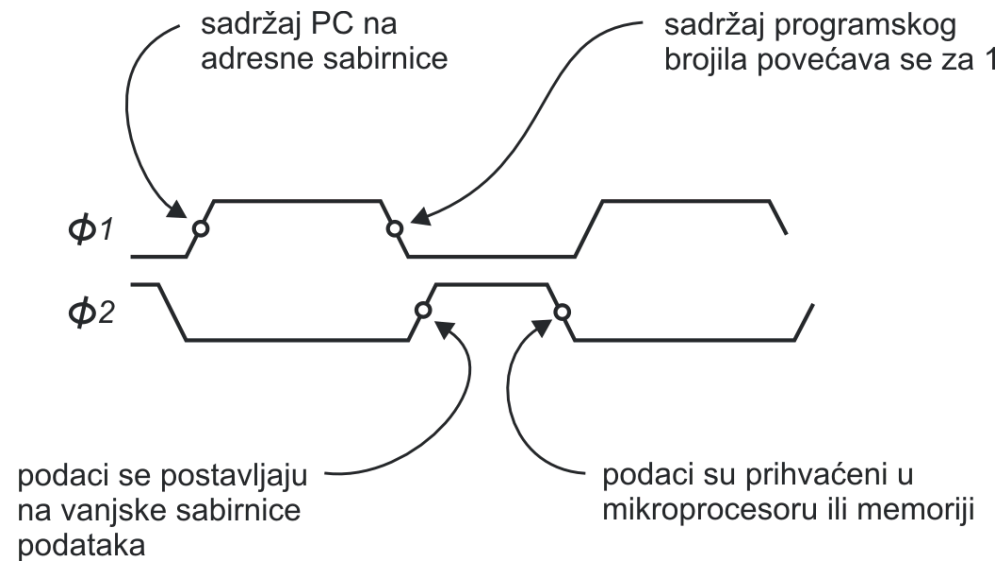 sadržaj PC na
adresne sabirnice
sadržaj programskog
brojila povećava se za 1
ϕ1
ϕ2
podaci se postavljaju
na vanjske sabirnice
podataka
podaci su prihvaćeni u
mikroprocesoru ili memoriji